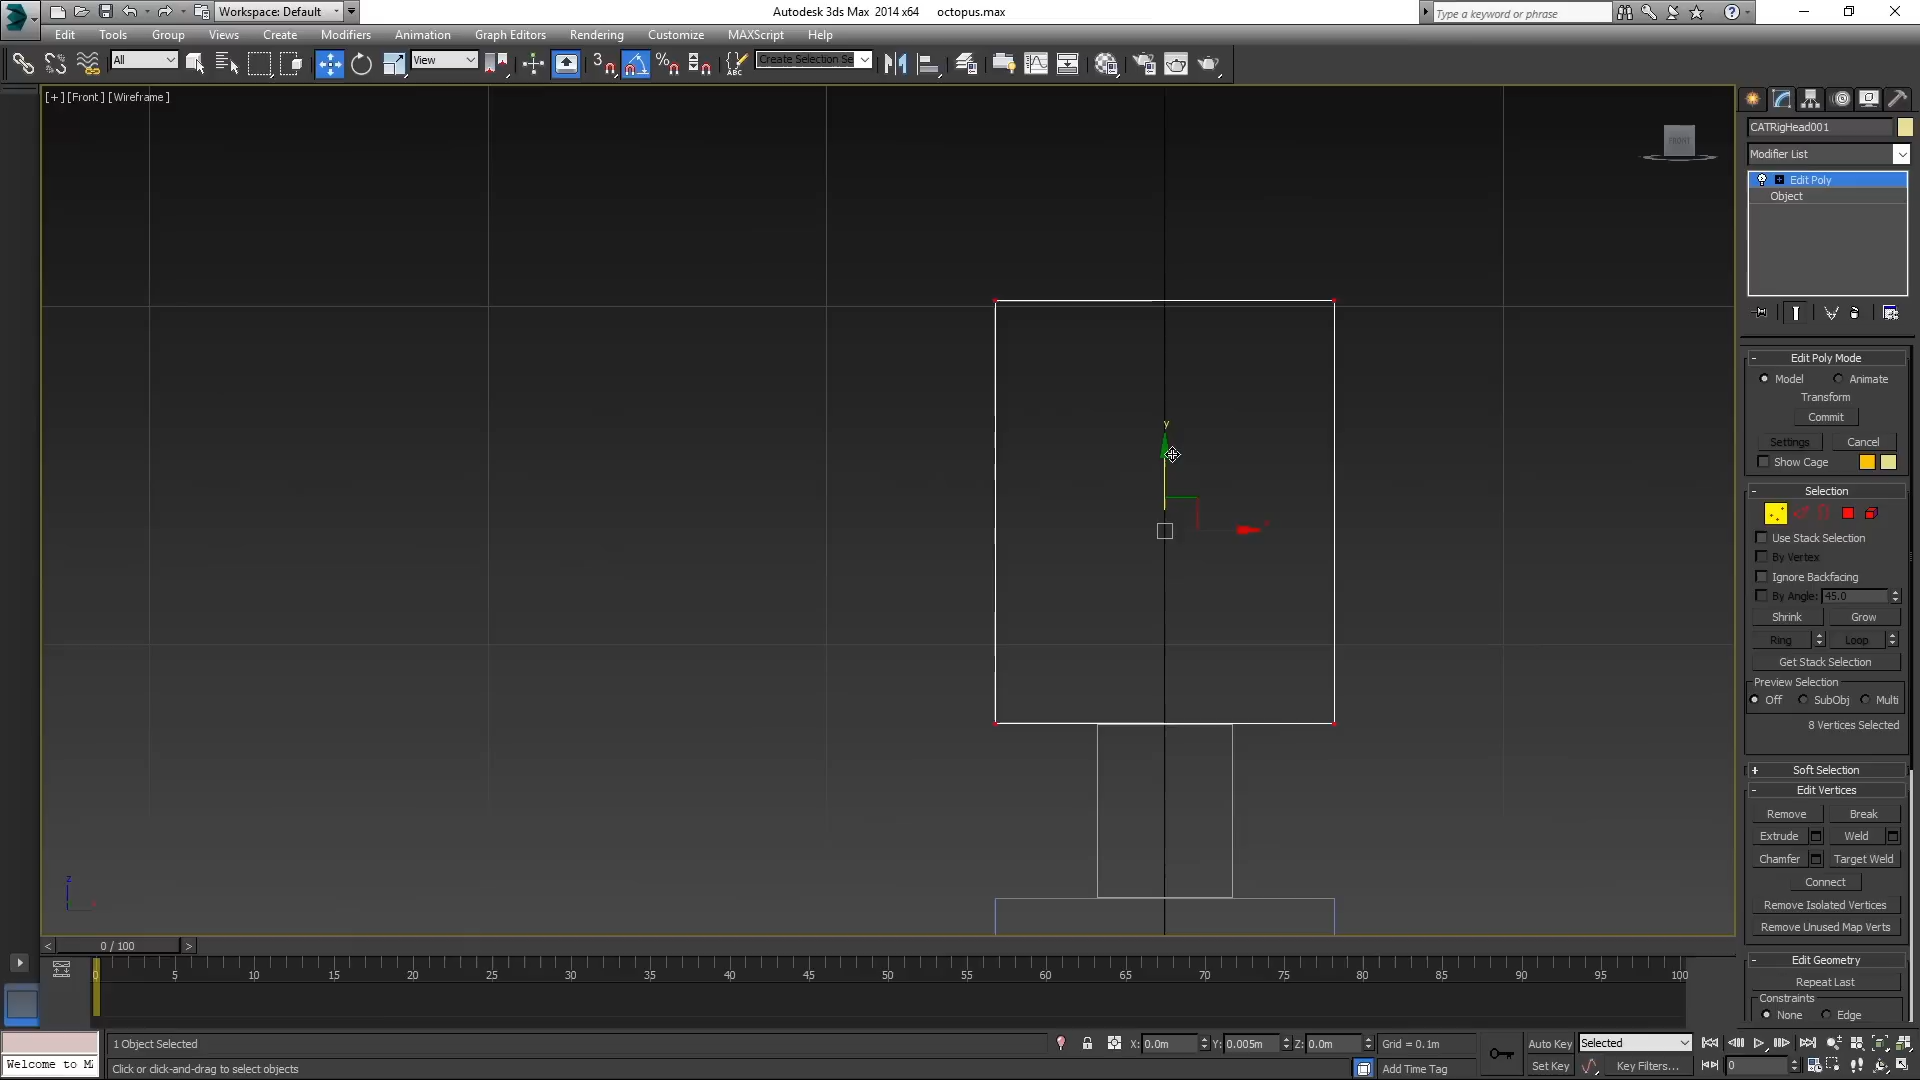 Workspace: Default
Autodesk 3ds Max 2014 x64 octopus.max
Type a keyword or phrase
Edit Tools Group Views Create Modifiers Animation Graph Editors Rendering Customize MAXScript Help
All
View
3
Create Selection Se
[+] [Front] [Wireframe]
FRONT
y
z
CATRigHead001
Modifier List
Edit Poly
Object
- Edit Poly Mode
Model Animate
Transform
Commit
Settings Cancel
Show Cage
- Selection
Use Stack Selection
By Vertex
Ignore Backfacing
By Angle: 45.0
Shrink Grow
Ring Loop
Get Stack Selection
Preview Selection
Off SubObj Multi
8 Vertices Selected
+ Soft Selection
- Edit Vertices
Remove Break
Extrude Weld
Chamfer Target Weld
Connect
Remove Isolated Vertices
Remove Unused Map Verts
- Edit Geometry
Repeat Last
Constraints
None Edge
< 0 / 100 >
0 5 10 15 20 25 30 35 40 45 50 55 60 65 70 75 80 85 90 95 100
1 Object Selected
X: 0.0m Y: 0.005m Z: 0.0m Grid = 0.1m
Auto Key Selected
Welcome to M
Click or click-and-drag to select objects
Add Time Tag
Set Key Key Filters... 0